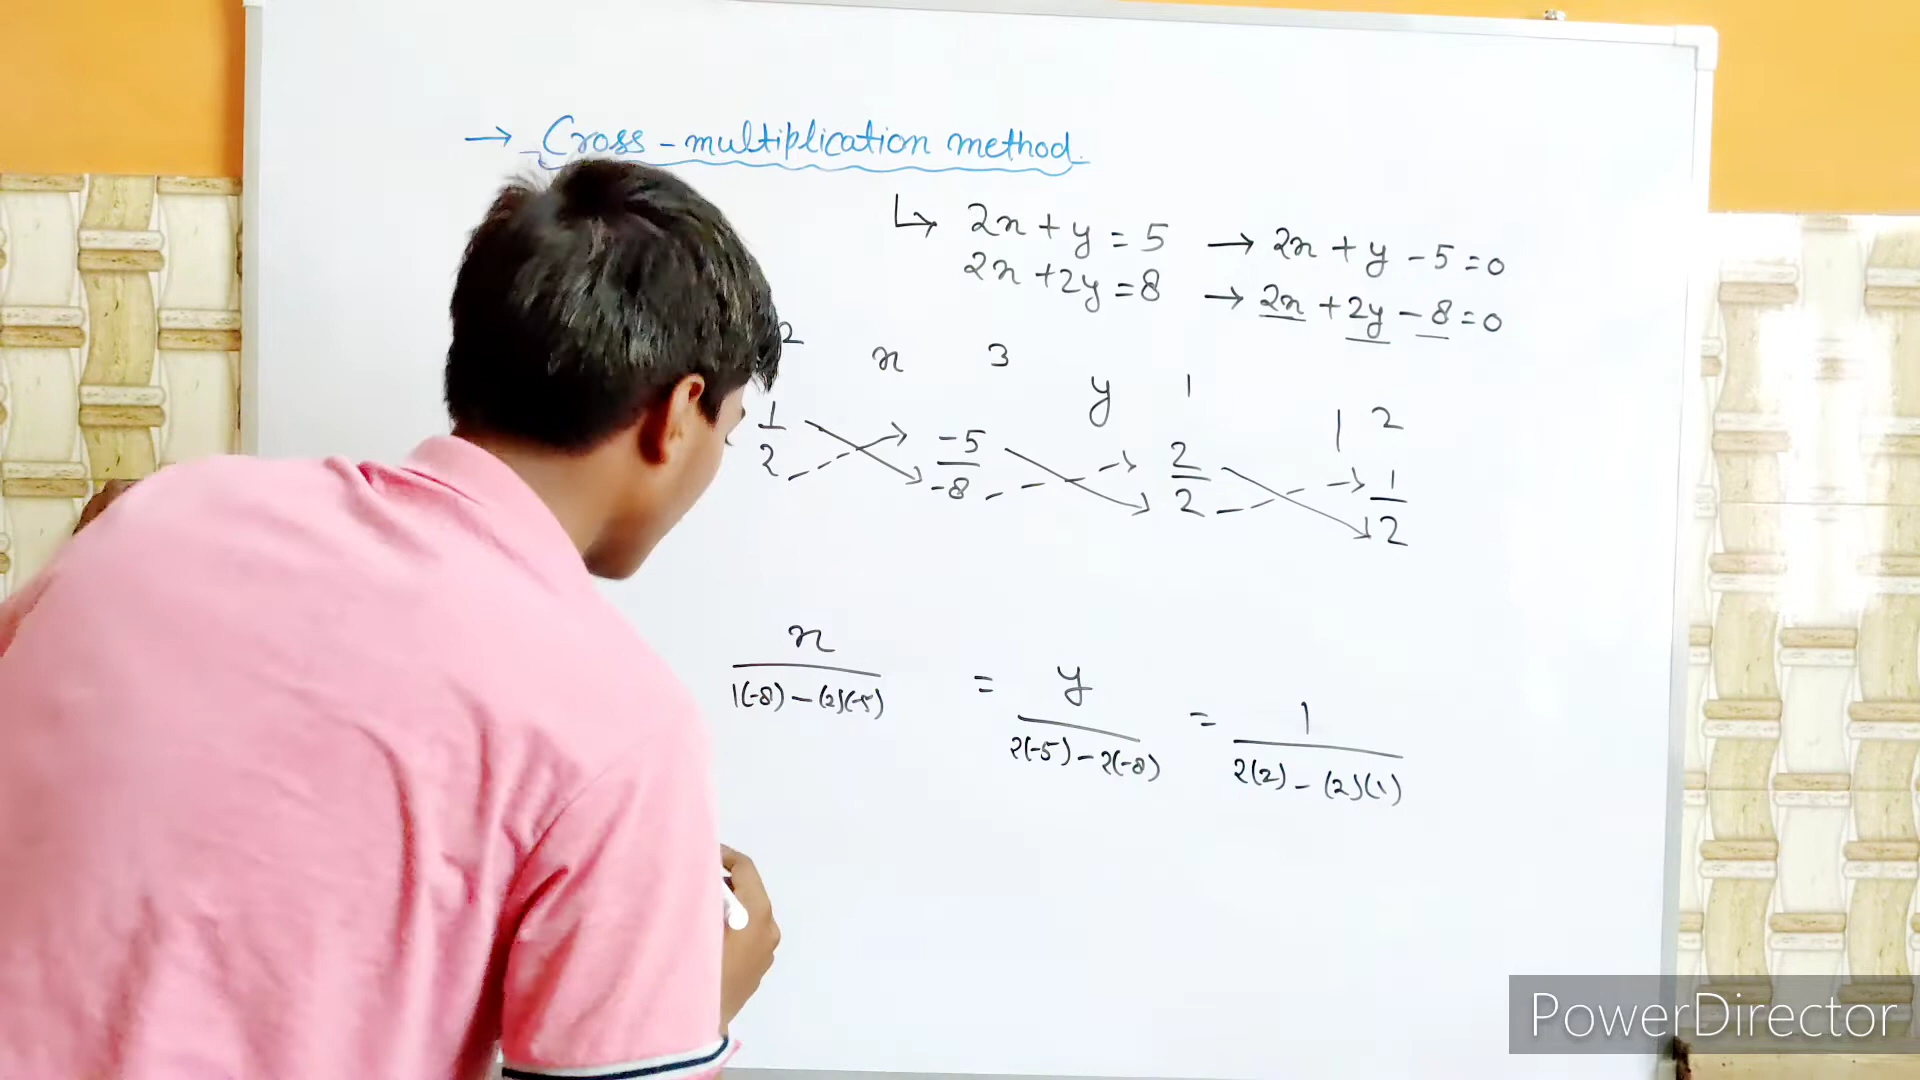 → Cross-multiplication method.
↳ 2x + y = 5 → 2x + y - 5 = 0
2x + 2y = 8 → 2x + 2y - 8 = 0
2 x 3 y 1 | 2
1 -5 2 1
2 -8 2 2
x = y = 1
1(-8) - (2)(-5) 2(-5) - 2(-8) 2(2) - (2)(1)
PowerDirector